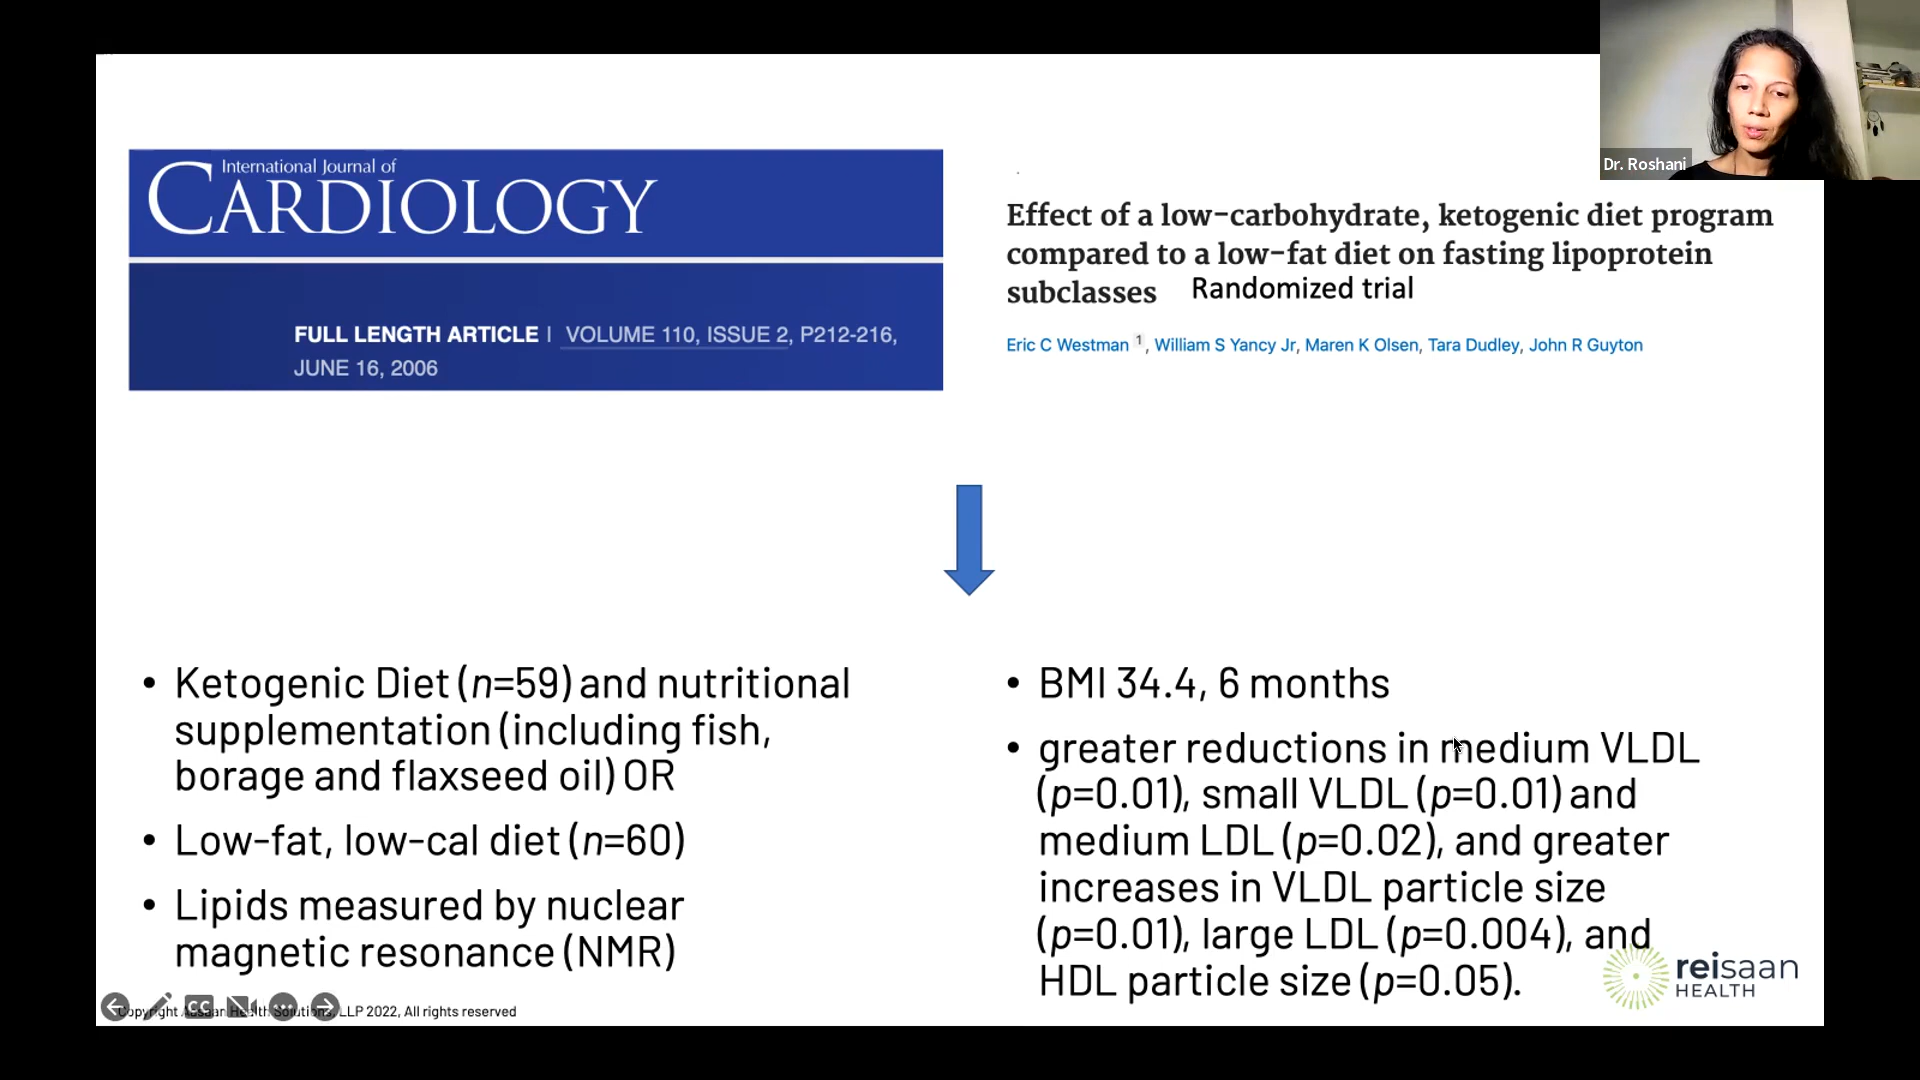 Dr. Roshani
International Journal of
CARDIOLOGY
FULL LENGTH ARTICLE | VOLUME 110, ISSUE 2, P212-216,
JUNE 16, 2006
Effect of a low-carbohydrate, ketogenic diet program
compared to a low-fat diet on fasting lipoprotein
subclasses Randomized trial
Eric C Westman 1, William S Yancy Jr, Maren K Olsen, Tara Dudley, John R Guyton
• Ketogenic Diet (n=59) and nutritional
supplementation (including fish,
borage and flaxseed oil) OR
• Low-fat, low-cal diet (n=60)
• Lipids measured by nuclear
magnetic resonance (NMR)
• BMI 34.4, 6 months
• greater reductions in medium VLDL
(p=0.01), small VLDL (p=0.01) and
medium LDL (p=0.02), and greater
increases in VLDL particle size
(p=0.01), large LDL (p=0.004), and
HDL particle size (p=0.05).
reisaan
HEALTH
CC
Copyright Health Solutions, LLP 2022, All rights reserved